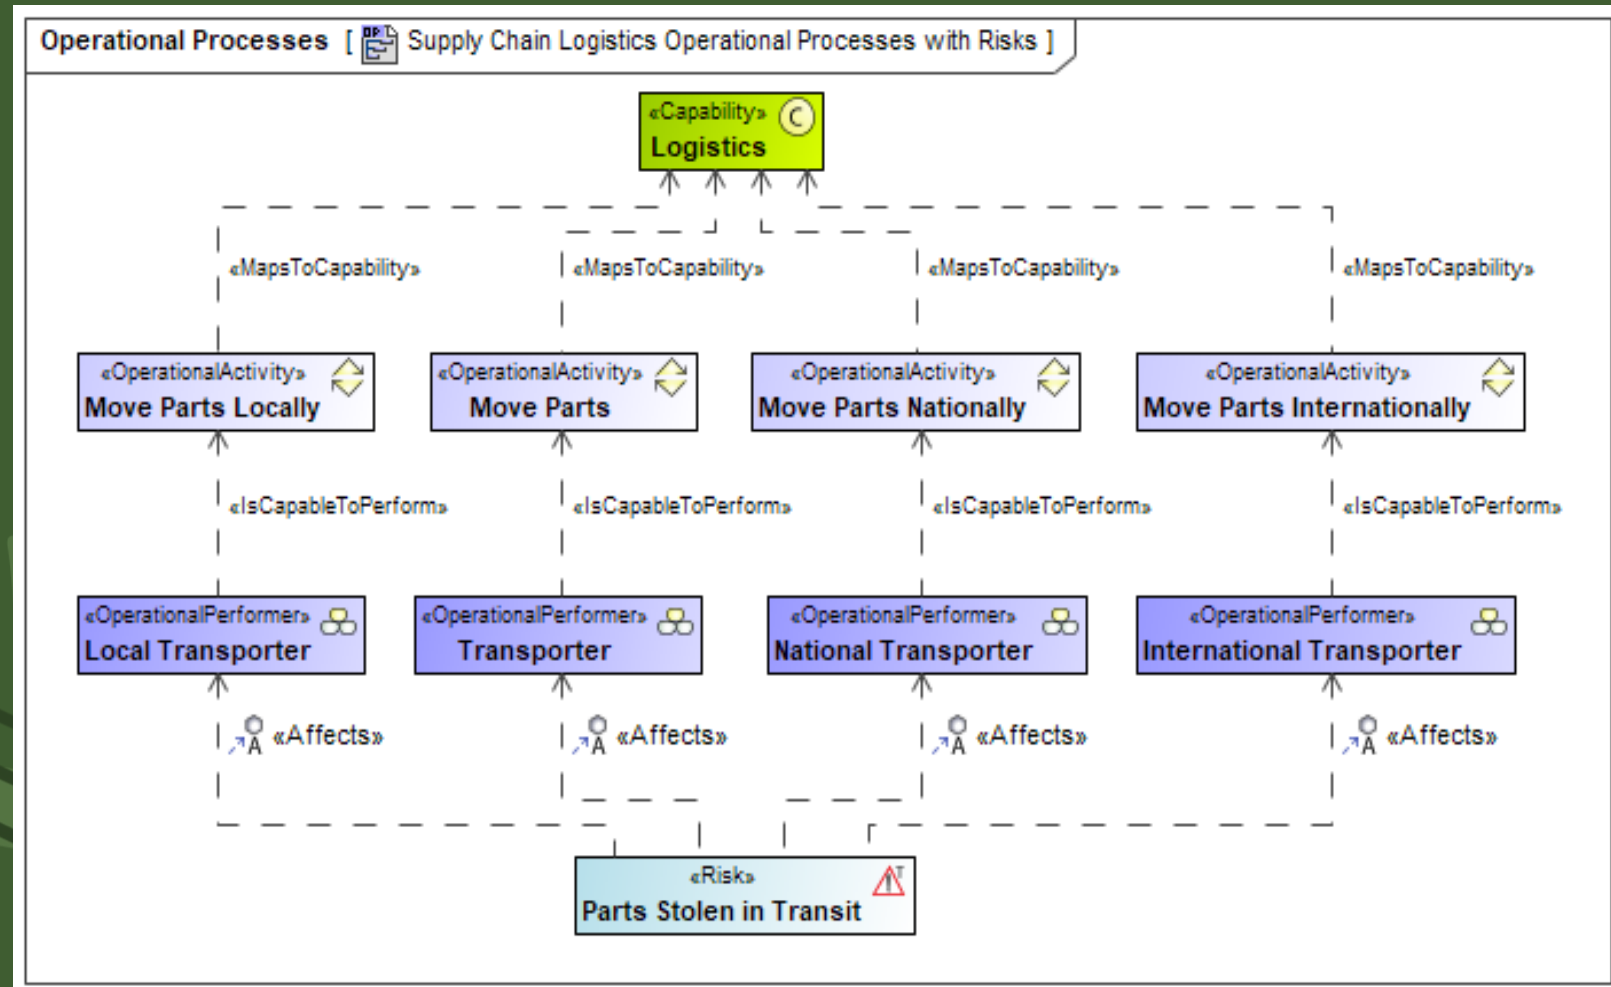 Operational Processes [ OP Supply Chain Logistics Operational Processes with Risks ]
«Capability» C
Logistics
«MapsToCapability» «MapsToCapability» «MapsToCapability» «MapsToCapability»
«OperationalActivity» «OperationalActivity» «OperationalActivity» «OperationalActivity»
Move Parts Locally Move Parts Move Parts Nationally Move Parts Internationally
«IsCapableToPerform» «IsCapableToPerform» «IsCapableToPerform» «IsCapableToPerform»
«OperationalPerformer» «OperationalPerformer» «OperationalPerformer» «OperationalPerformer»
Local Transporter Transporter National Transporter International Transporter
A «Affects» A «Affects» A «Affects» A «Affects»
«Risk» T
Parts Stolen in Transit